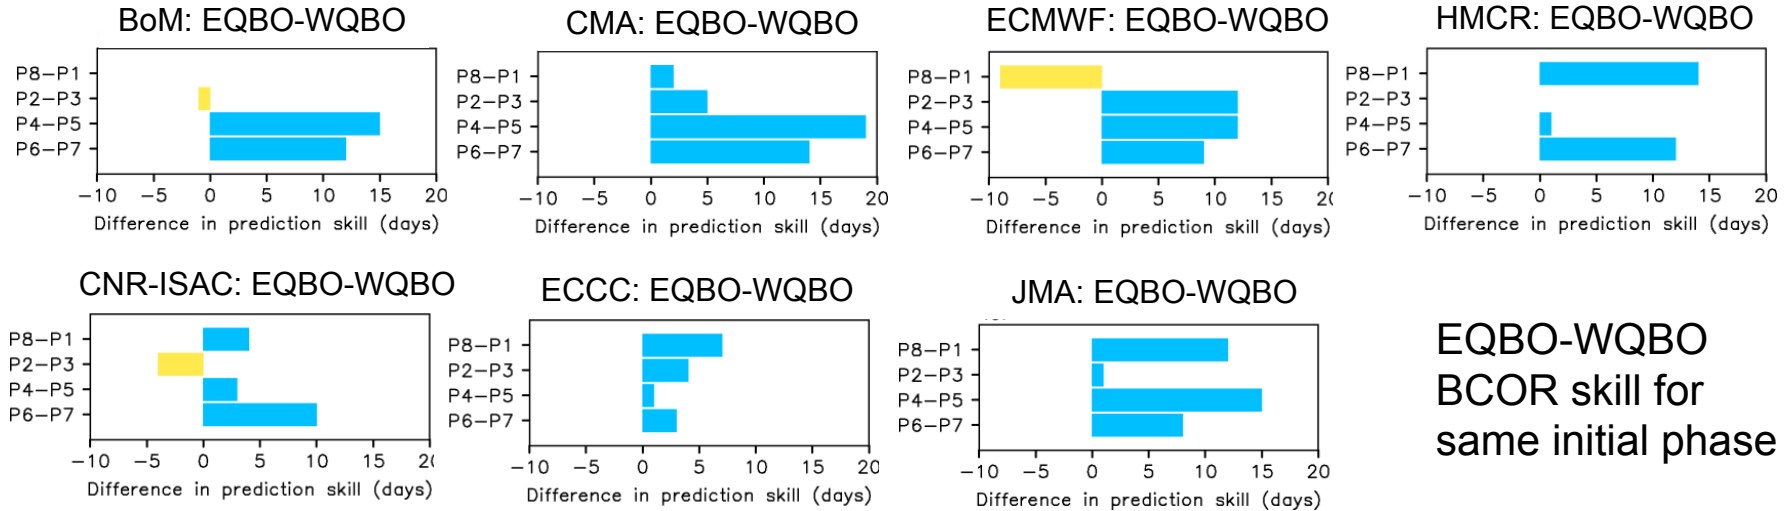 BoM: EQBO-WQBO
P8-P1
P2-P3
P4-P5
P6-P7
-10 -5 0 5 10 15 20
Difference in prediction skill (days)
CMA: EQBO-WQBO
P8-P1
P2-P3
P4-P5
P6-P7
-10 -5 0 5 10 15 20
Difference in prediction skill (days)
ECMWF: EQBO-WQBO
P8-P1
P2-P3
P4-P5
P6-P7
-10 -5 0 5 10 15 20
Difference in prediction skill (days)
HMCR: EQBO-WQBO
P8-P1
P2-P3
P4-P5
P6-P7
-10 -5 0 5 10 15 20
Difference in prediction skill (days)
CNR-ISAC: EQBO-WQBO
P8-P1
P2-P3
P4-P5
P6-P7
-10 -5 0 5 10 15 20
Difference in prediction skill (days)
ECCC: EQBO-WQBO
P8-P1
P2-P3
P4-P5
P6-P7
-10 -5 0 5 10 15 20
Difference in prediction skill (days)
JMA: EQBO-WQBO
P8-P1
P2-P3
P4-P5
P6-P7
-10 -5 0 5 10 15 20
Difference in prediction skill (days)
EQBO-WQBO
BCOR skill for
same initial phase